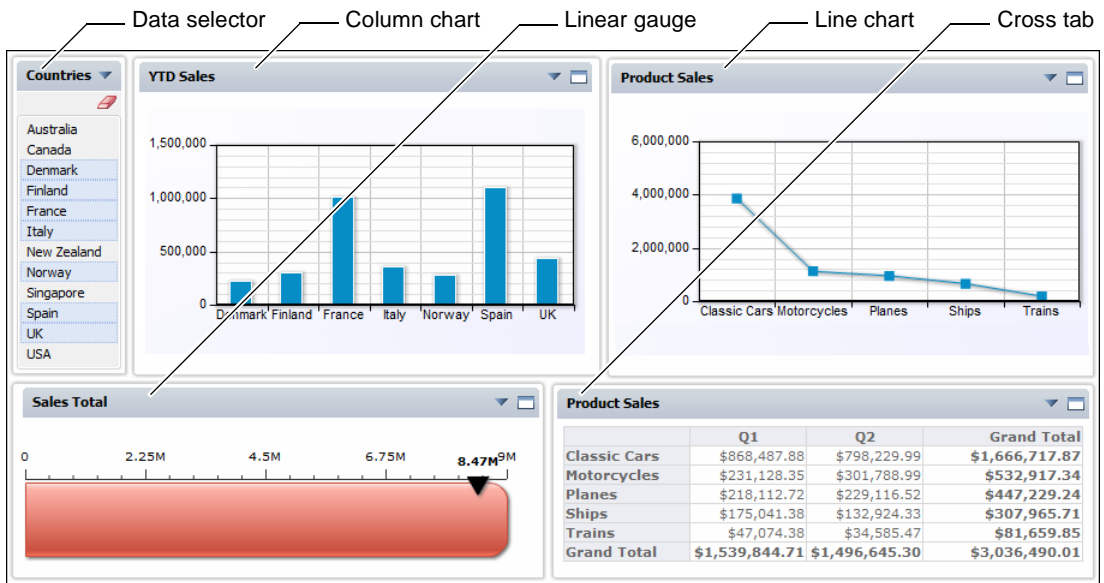 Data selector Column chart Linear gauge Line chart Cross tab
Countries
Australia
Canada
Denmark
Finland
France
Italy
New Zealand
Norway
Singapore
Spain
UK
USA
YTD Sales
1,500,000
1,000,000
500,000
0
Denmark Finland France Italy Norway Spain UK
Product Sales
6,000,000
4,000,000
2,000,000
0
Classic Cars Motorcycles Planes Ships Trains
Sales Total
0 2.25M 4.5M 6.75M 8.47M 9M
Product Sales
Q1 Q2 Grand Total
Classic Cars $868,487.88 $798,229.99 $1,666,717.87
Motorcycles $231,128.35 $301,788.99 $532,917.34
Planes $218,112.72 $229,116.52 $447,229.24
Ships $175,041.38 $132,924.33 $307,965.71
Trains $47,074.38 $34,585.47 $81,659.85
Grand Total $1,539,844.71 $1,496,645.30 $3,036,490.01